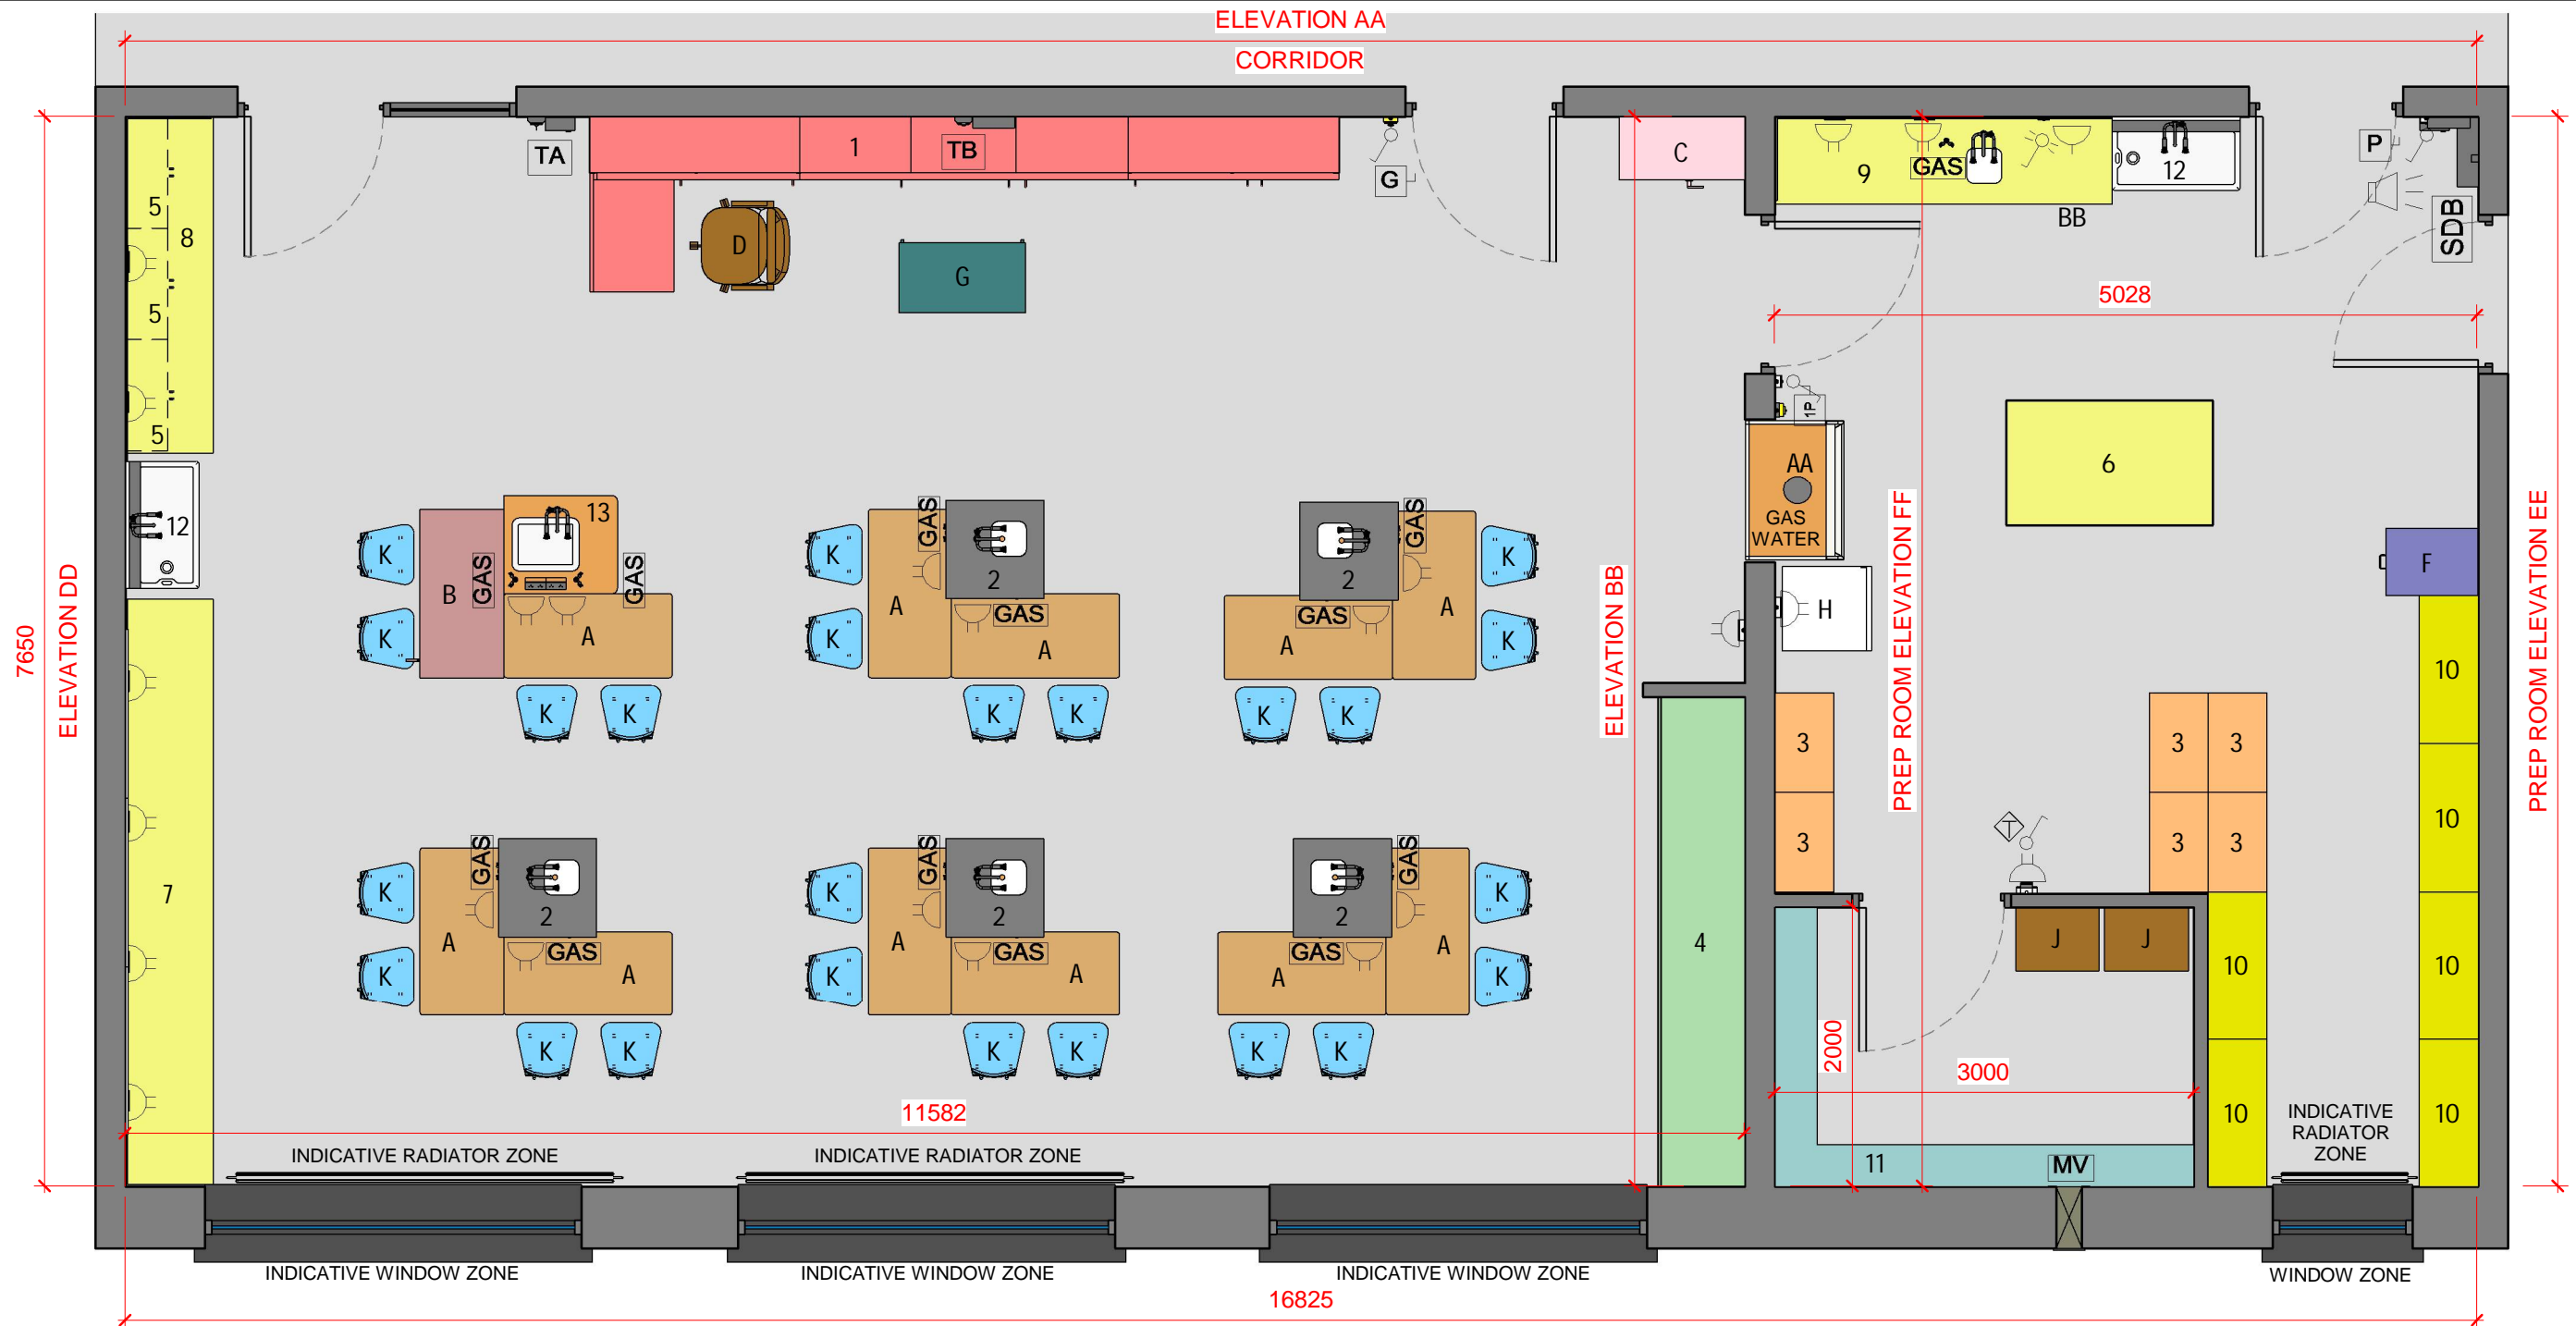 ELEVATION AA
CORRIDOR
TA
1
TB
G
C
9
GAS
12
P
SDB
BB
5
8
5
5
D
G
5028
12
K
K
B
GAS
13
GAS
A
K
K
K
K
A
GAS
2
GAS
A
K
K
2
GAS
GAS
A
A
K
K
K
K
1P
AA
GAS
WATER
H
6
F
7650
ELEVATION DD
ELEVATION BB
PREP ROOM ELEVATION FF
PREP ROOM ELEVATION EE
7
K
K
A
GAS
2
GAS
A
K
K
K
K
A
GAS
2
GAS
A
K
K
2
GAS
GAS
A
A
K
K
K
K
4
3
3
T
3
3
3
3
10
10
10
10
10
10
J
J
2000
3000
11
MV
11582
INDICATIVE RADIATOR ZONE
INDICATIVE RADIATOR ZONE
INDICATIVE
RADIATOR
ZONE
INDICATIVE WINDOW ZONE
INDICATIVE WINDOW ZONE
INDICATIVE WINDOW ZONE
WINDOW ZONE
16825